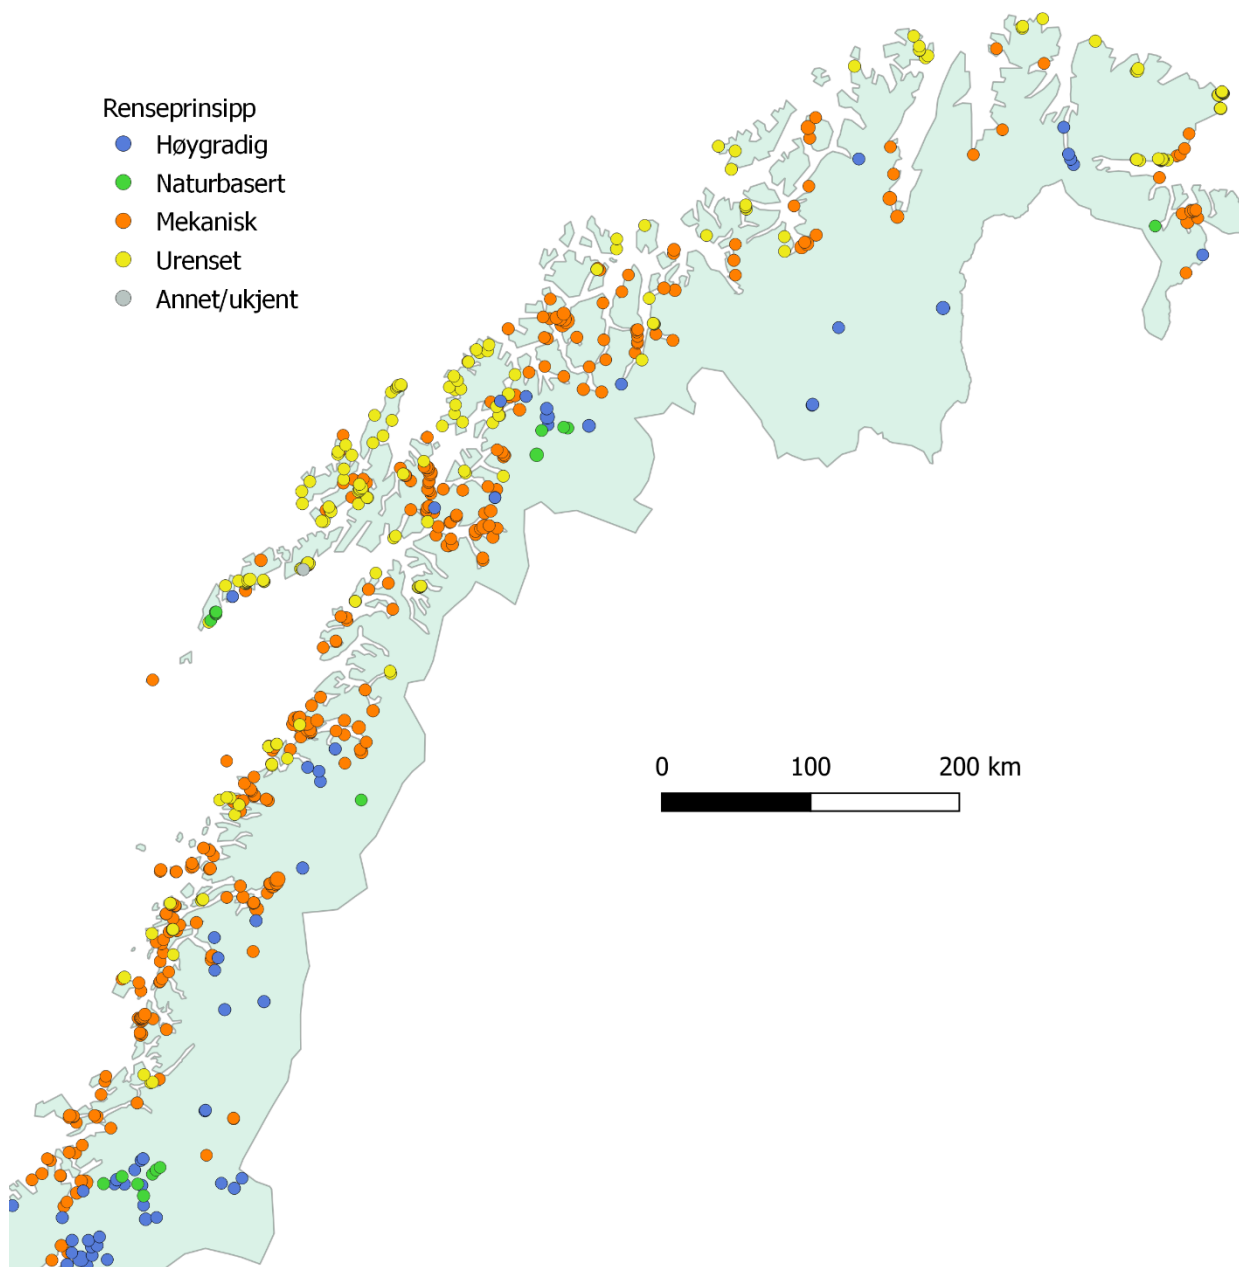 Renseprinsipp
Høygradig
Naturbasert
Mekanisk
Urenset
Annet/ukjent
0 100 200 km